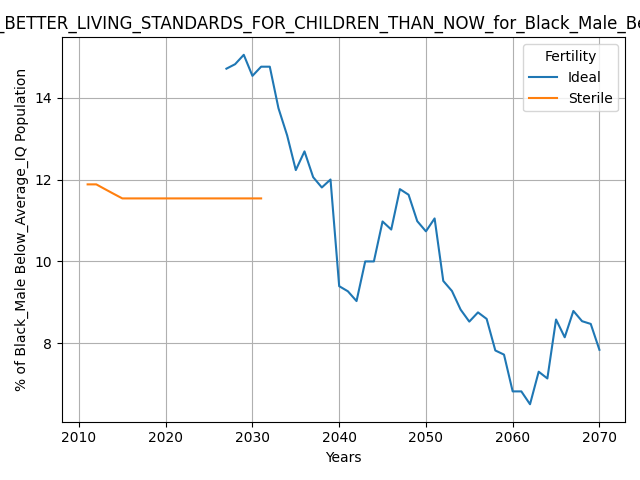 _BETTER_LIVING_STANDARDS_FOR_CHILDREN_THAN_NOW_for_Black_Male_Be
% of Black_Male Below_Average_IQ Population
14
12
10
8
Fertility
Ideal
Sterile
2010 2020 2030 2040 2050 2060 2070
Years